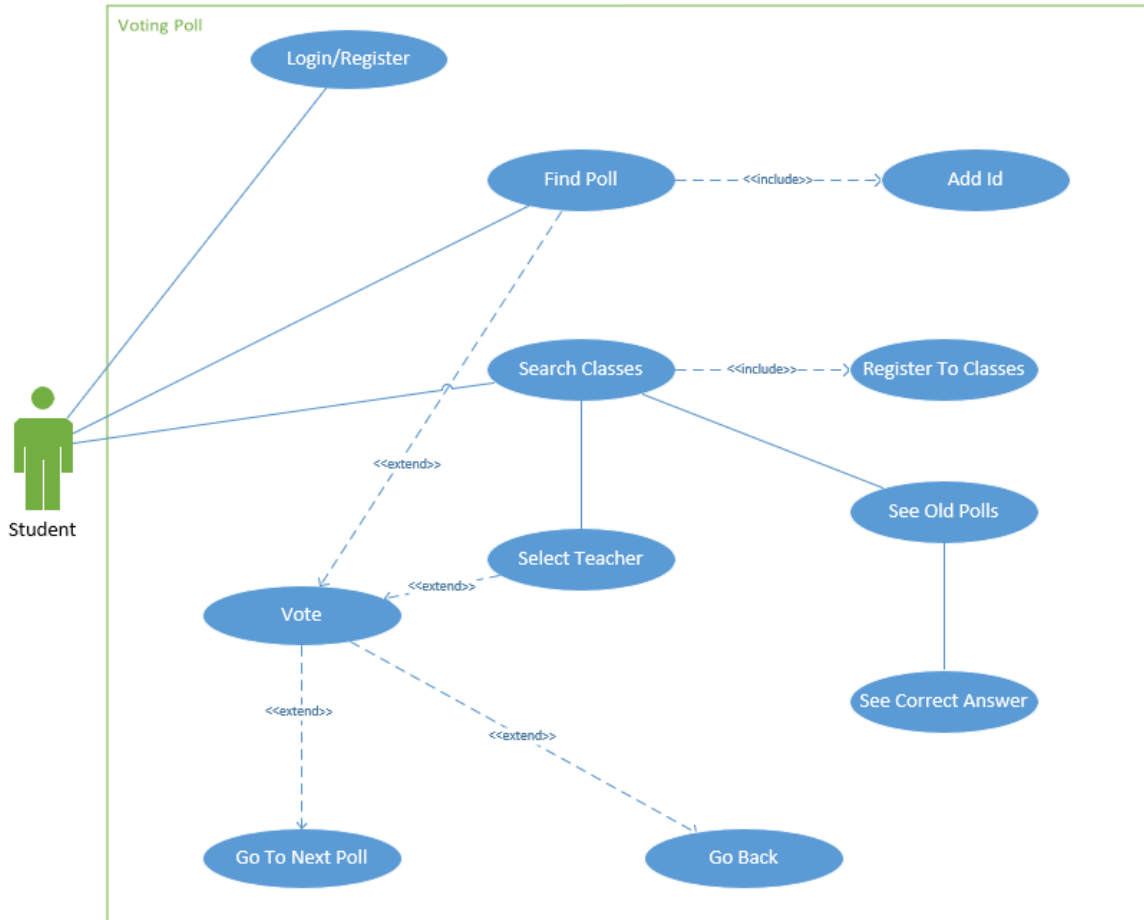 Voting Poll
Login/Register
Find Poll
<<include>>
Add Id
Search Classes
<<include>>
Register To Classes
<<extend>>
See Old Polls
Student
Select Teacher
<<extend>>
Vote
See Correct Answer
<<extend>>
<<extend>>
Go To Next Poll
Go Back